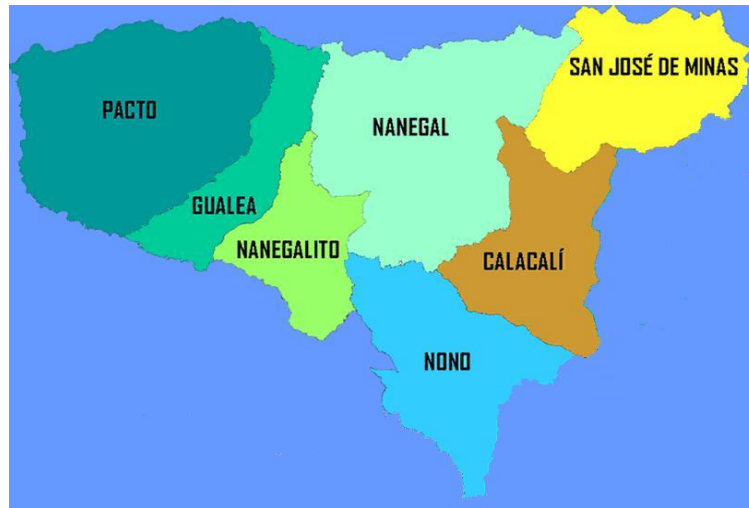 SAN JOSÉ DE MINAS
PACTO
NANEGAL
GUALEA
NANEGALITO
CALACALÍ
NONO